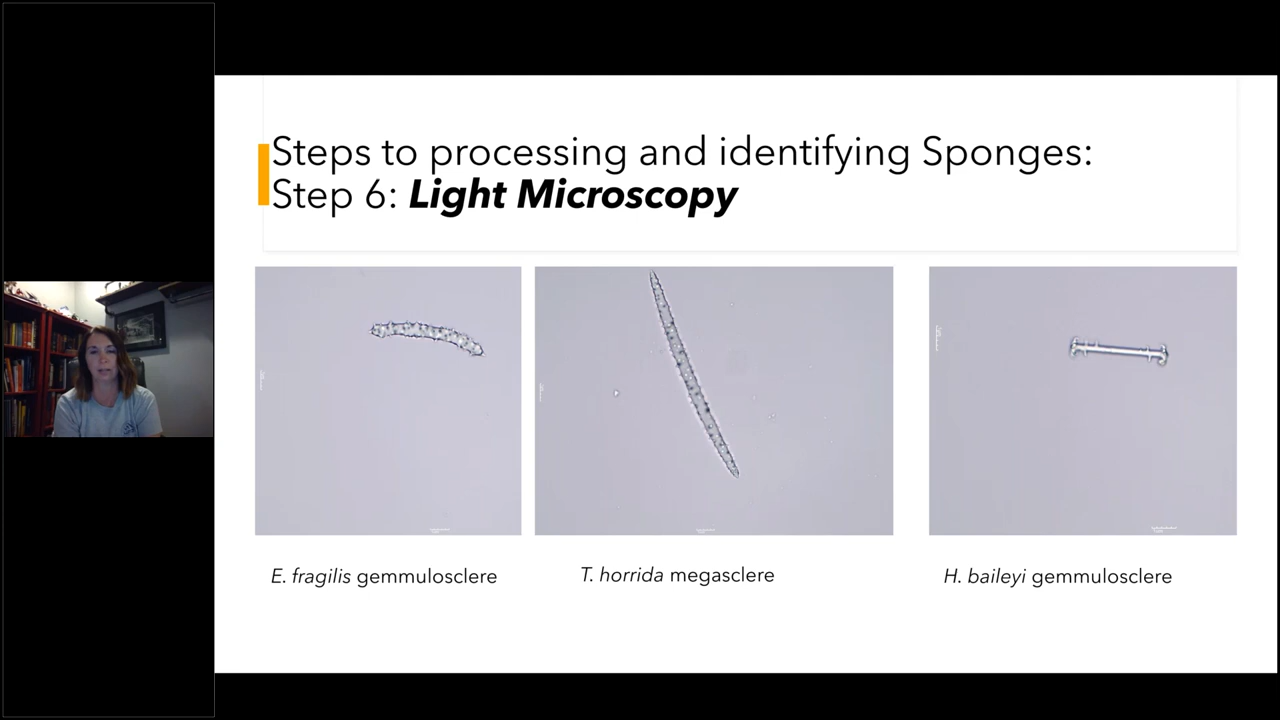 Steps to processing and identifying Sponges:
Step 6: Light Microscopy
E. fragilis gemmulosclere
T. horrida megasclere
H. baileyi gemmulosclere